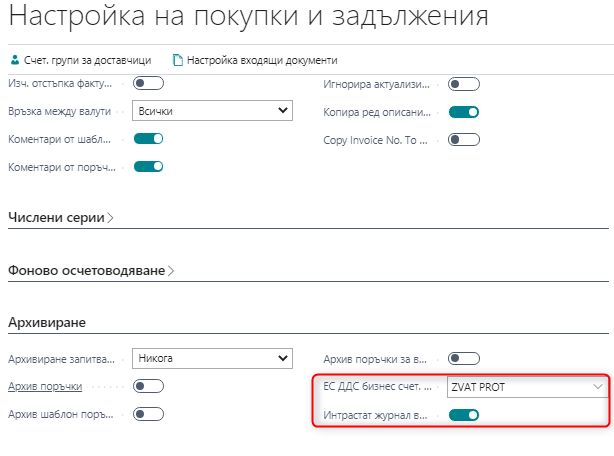 Настройка на покупки и задължения
Счет. групи за доставчици
Настройка входящи документи
Изч. отстъпка факту...
Игнорира актуализи...
Връзка между валути
Всички
Копира ред описани...
Коментари от шабл...
Copy Invoice No. To ...
Коментари от поръч...
Числени серии
Фоново осчетоводяване
Архивиране
Архивиране запитва...
Никога
Архив поръчки за в...
Архив поръчки
ЕС ДДС бизнес счет. ...
ZVAT PROT
Архив шаблон поръ...
Интрастат журнал в...